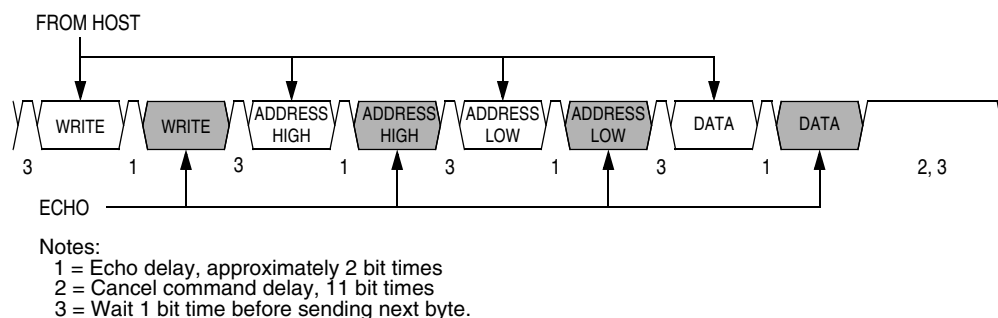 FROM HOST
WRITE WRITE ADDRESS HIGH ADDRESS HIGH ADDRESS LOW ADDRESS LOW DATA DATA
3 1 3 1 3 1 3 1 2, 3
ECHO
Notes:
1 = Echo delay, approximately 2 bit times
2 = Cancel command delay, 11 bit times
3 = Wait 1 bit time before sending next byte.